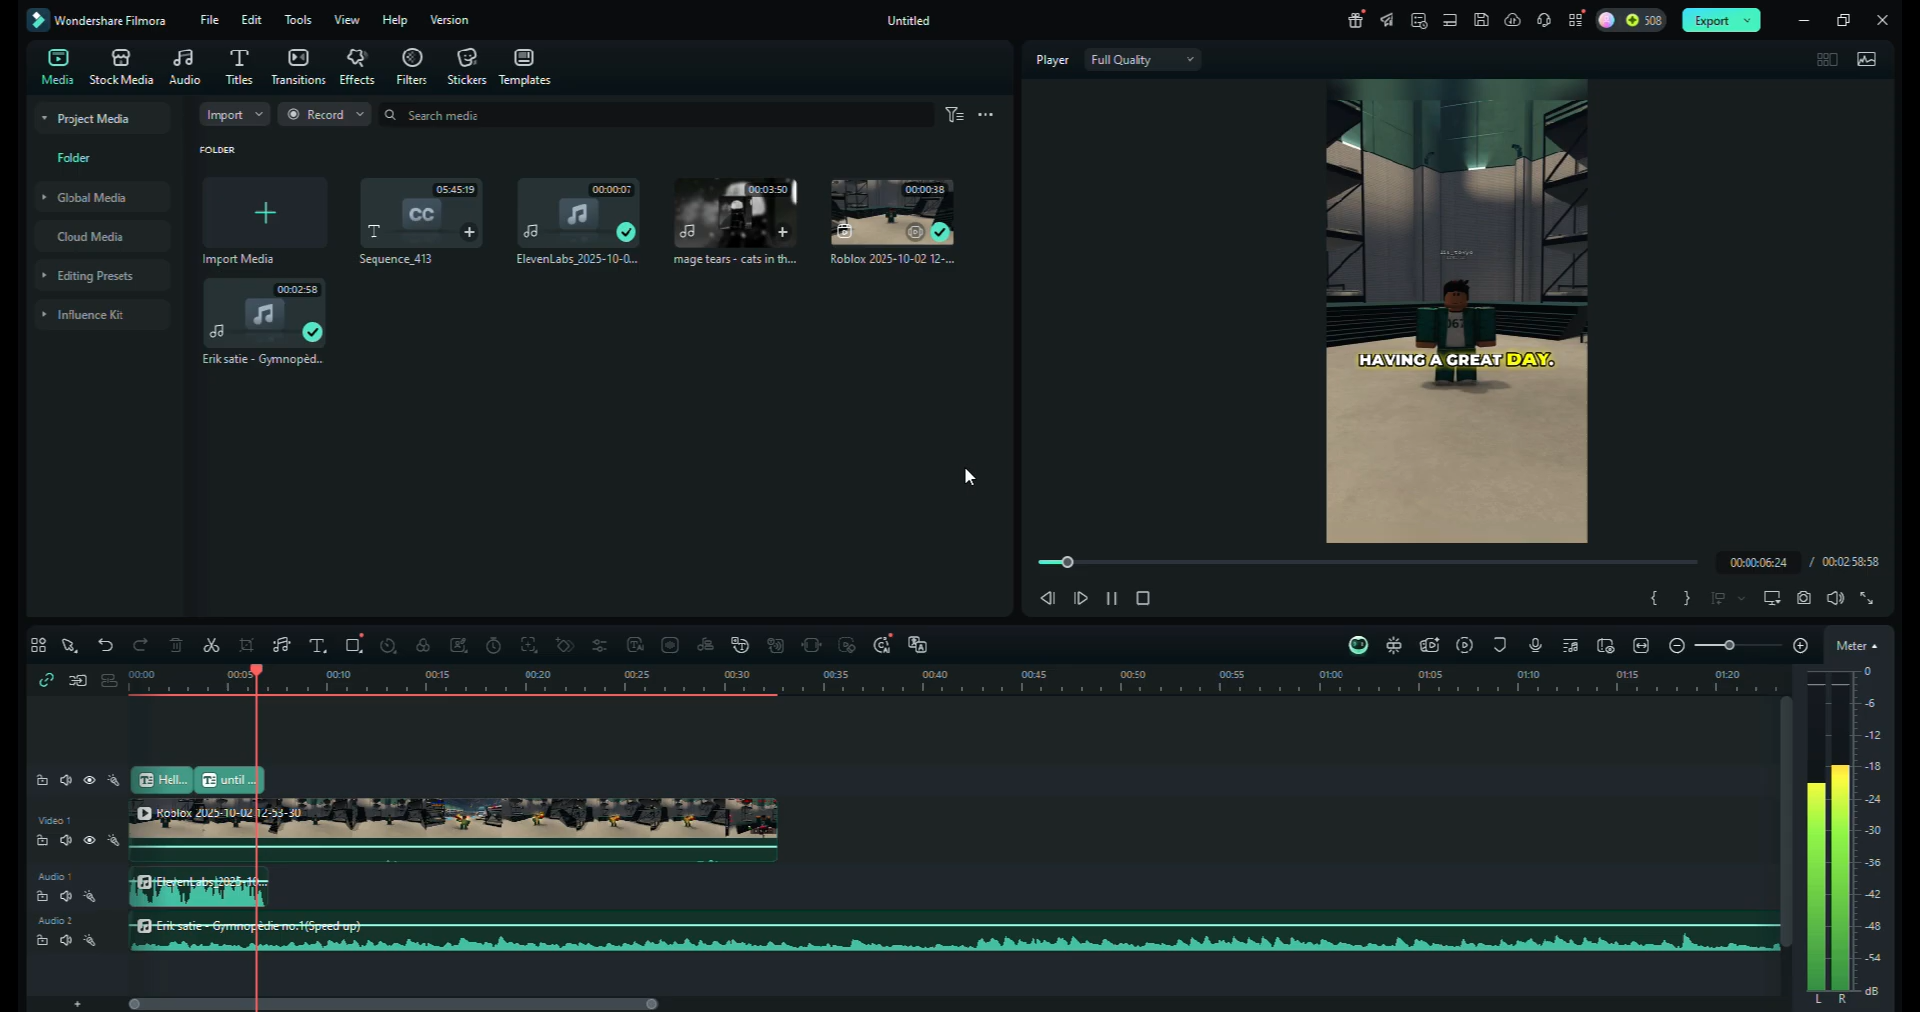 Wondershare Filmora File Edit Tools View Help Version Untitled 508 Export
Media Stock Media Audio Titles Transitions Effects Filters Stickers Templates
Player Full Quality
Project Media
Folder
Global Media
Cloud Media
Editing Presets
Influence Kit
Import Record Search media
FOLDER
Import Media
05:45:19
CC
Sequence_413
00:00:07
ElevenLabs_2025-10-0...
00:03:50
mage tears - cats in th...
00:00:38
Roblox 2025-10-02 12-...
00:02:58
Erik satie - Gymnopéd..
067
HAVING A GREAT DAY.
00:00:06:24 / 00:02:58:58
Meter
00:00 00:05 00:10 00:15 00:20 00:25 00:30 00:35 00:40 00:45 00:50 00:55 01:00 01:05 01:10 01:15 01:20
Hell... until ...
Video 1
Roblox 2025-10-02 12-53-30
Audio 1
ElevenLabs_2025-10-...
Audio 2
Erik satie - Gymnopédie no.1(Speed up)
0
-6
-12
-18
-24
-30
-36
-42
-48
-54
dB
L R